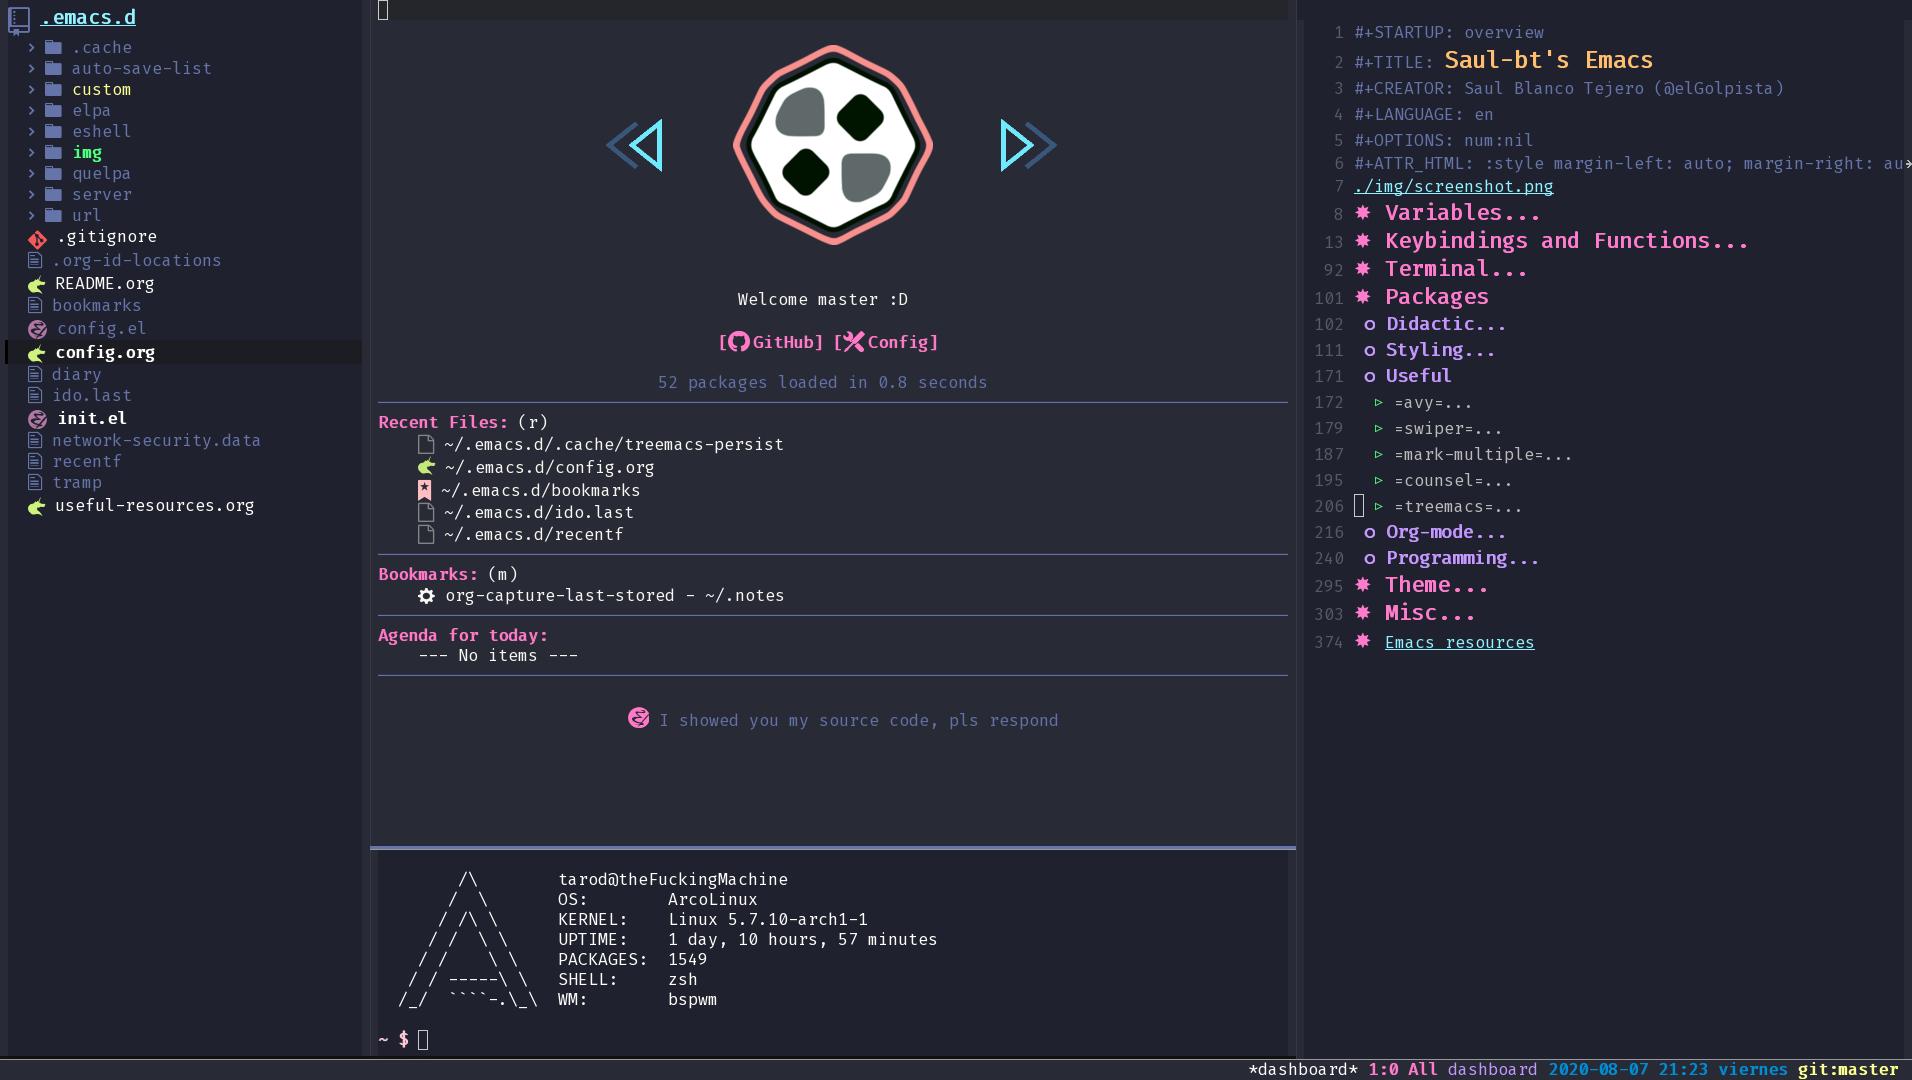 .emacs.d
.cache
auto-save-list
custom
elpa
eshell
img
quelpa
server
url
.gitignore
.org-id-locations
README.org
bookmarks
config.el
config.org
diary
ido.last
init.el
network-security.data
recentf
tramp
useful-resources.org
Welcome master :D
[GitHub] [Config]
52 packages loaded in 0.8 seconds
Recent Files: (r)
~/.emacs.d/.cache/treemacs-persist
~/.emacs.d/config.org
~/.emacs.d/bookmarks
~/.emacs.d/ido.last
~/.emacs.d/recentf
Bookmarks: (m)
org-capture-last-stored - ~/.notes
Agenda for today:
--- No items ---
I showed you my source code, pls respond
/\ tarod@theFuckingMachine
/  \ OS: ArcoLinux
/ /\ \ KERNEL: Linux 5.7.10-arch1-1
/ /  \ \ UPTIME: 1 day, 10 hours, 57 minutes
/ /    \ \ PACKAGES: 1549
/ / -----\ \ SHELL: zsh
/_/  ````-.\_\ WM: bspwm
~ $
1 #+STARTUP: overview
2 #+TITLE: Saul-bt's Emacs
3 #+CREATOR: Saul Blanco Tejero (@elGolpista)
4 #+LANGUAGE: en
5 #+OPTIONS: num:nil
6 #+ATTR_HTML: :style margin-left: auto; margin-right: au
7 ./img/screenshot.png
8 ✸ Variables...
13 ✸ Keybindings and Functions...
92 ✸ Terminal...
101 ✸ Packages
102 ○ Didactic...
111 ○ Styling...
171 ○ Useful
172 ▹ =avy=...
179 ▹ =swiper=...
187 ▹ =mark-multiple=...
195 ▹ =counsel=...
206 ▹ =treemacs=...
216 ○ Org-mode...
240 ○ Programming...
295 ✸ Theme...
303 ✸ Misc...
374 ✸ Emacs resources
*dashboard* 1:0 All dashboard 2020-08-07 21:23 viernes git:master